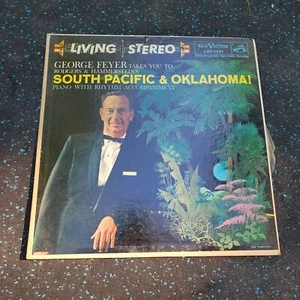 LIVING STEREO
RCA VICTOR
GEORGE FEYER TAKES YOU TO
RODGERS & HAMMERSTEIN'S
SOUTH PACIFIC & OKLAHOMA!
PIANO WITH RHYTHM ACCOMPANIMENT